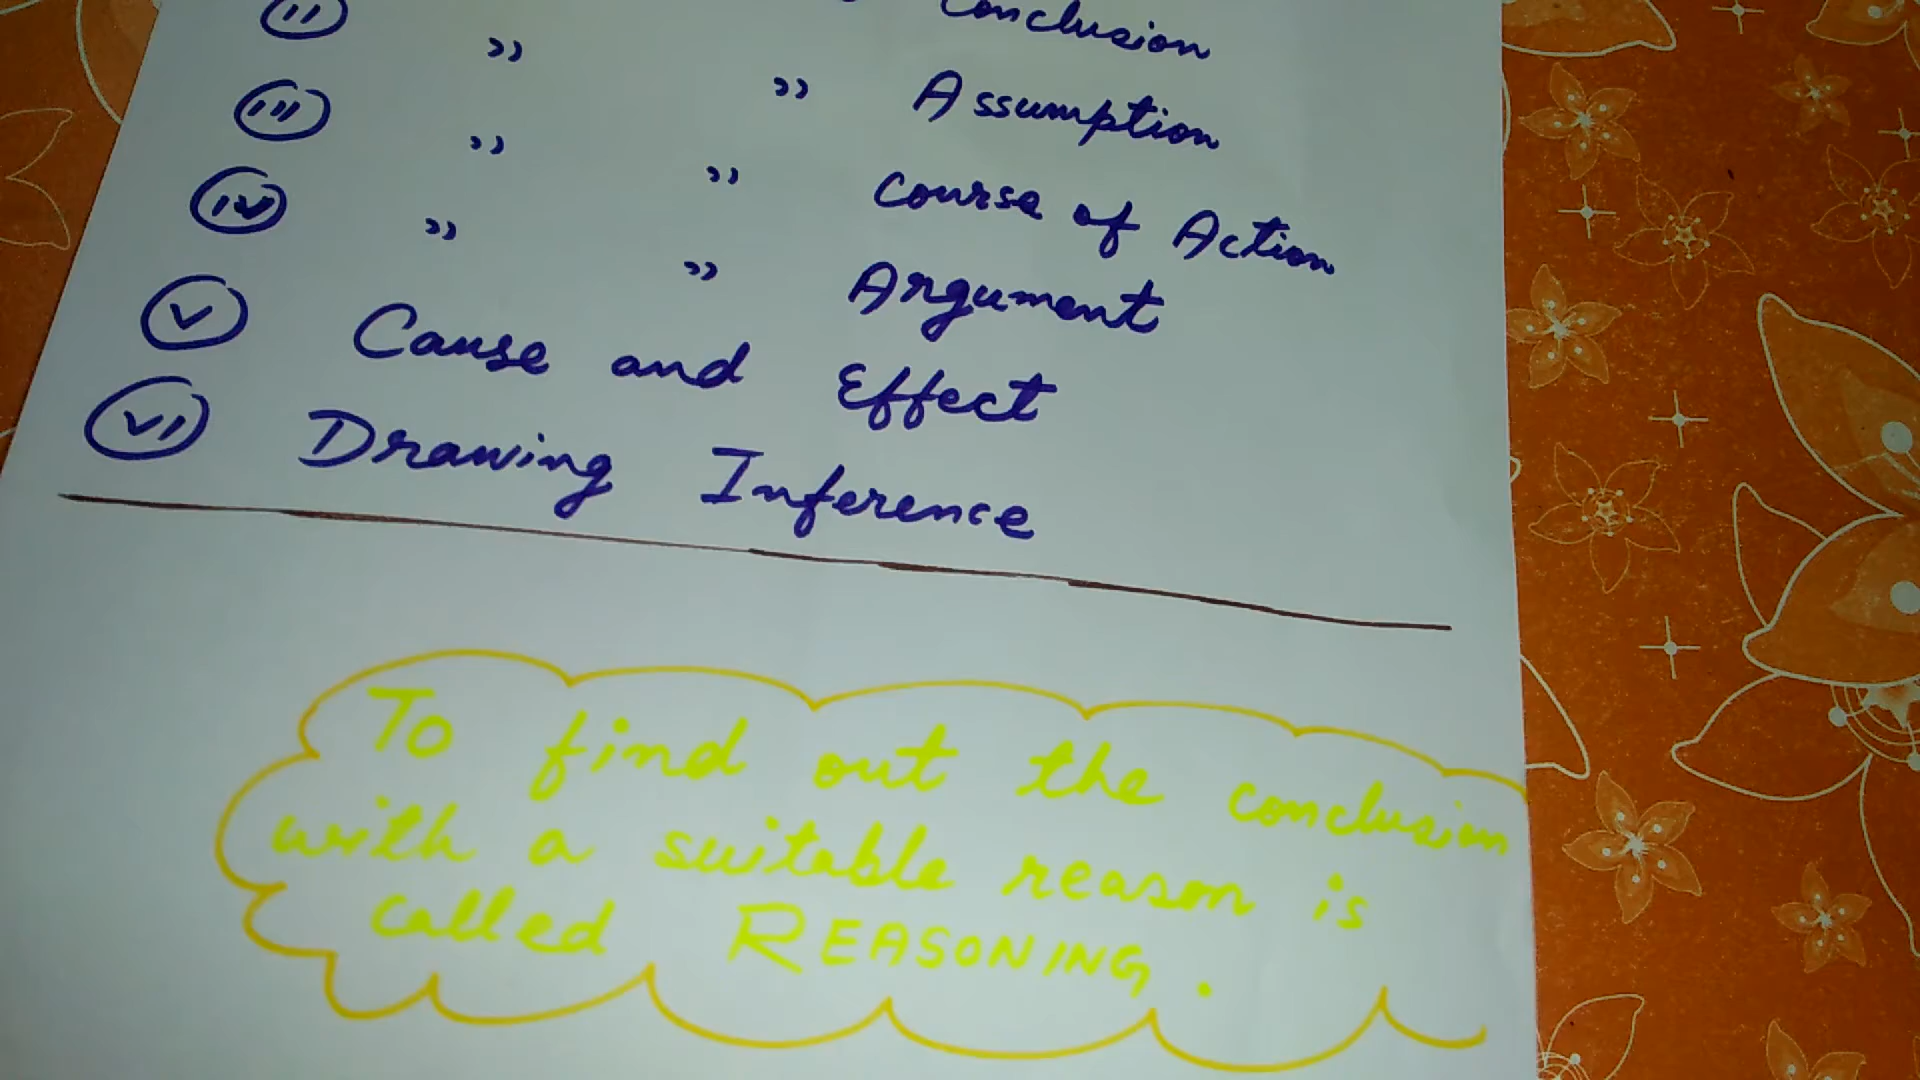 (ii) " Conclusion
(iii) " " Assumption
(iv) " " Course of Action
(v) " " Argument
Cause and Effect
(vi) Drawing Inference
To find out the conclusion
with a suitable reason is
called REASONING.